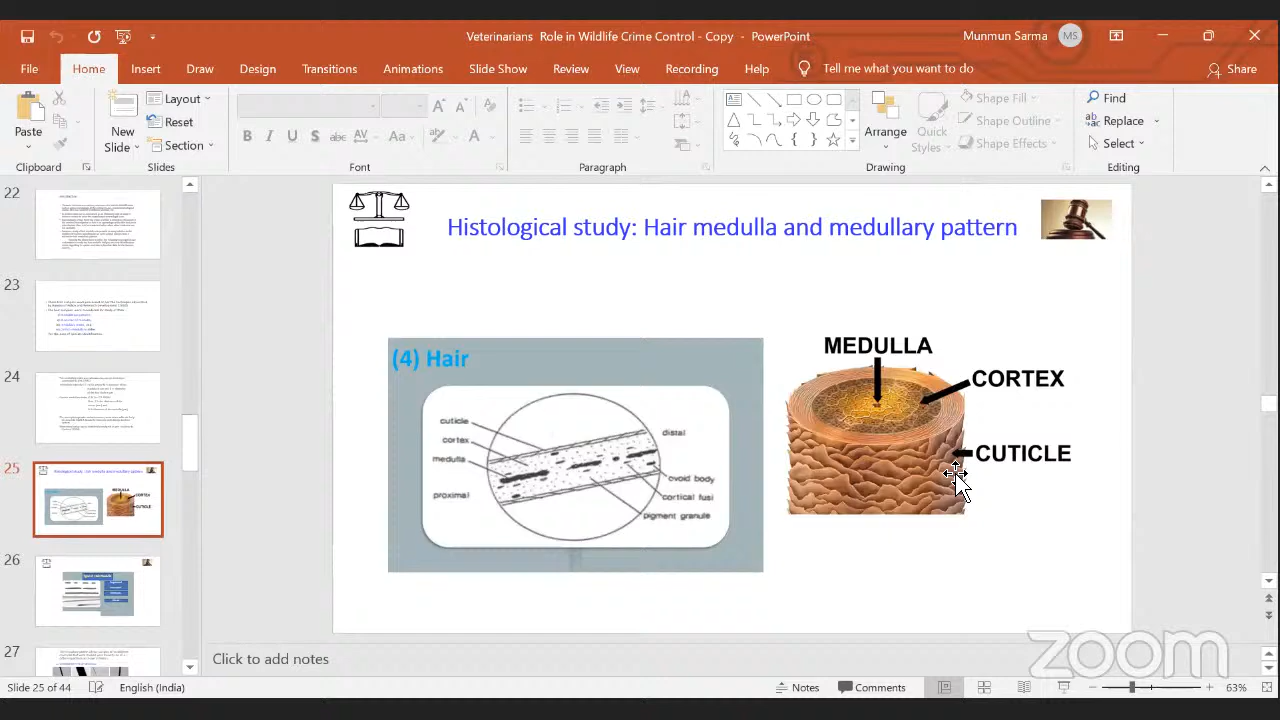 Veterinarians Role in Wildlife Crime Control - Copy - PowerPoint
Munmun Sarma
MS
File
Home
Insert
Draw
Design
Transitions
Animations
Slide Show
Review
View
Recording
Help
Tell me what you want to do
Share
Paste
New
Slide
Layout
Reset
Section
Arrange
Quick
Styles
Shape Fill
Shape Outline
Shape Effects
Find
Replace
Select
Clipboard
Slides
Font
Paragraph
Drawing
Editing
22
23
24
25
26
27
Histological study: Hair medulla and medullary pattern
(4) Hair
cuticle
cortex
medulla
proximal
distal
ovoid body
cortical fusi
pigment granule
MEDULLA
CORTEX
CUTICLE
Click to add notes
zoom
Slide 25 of 44
English (India)
Notes
Comments
63%